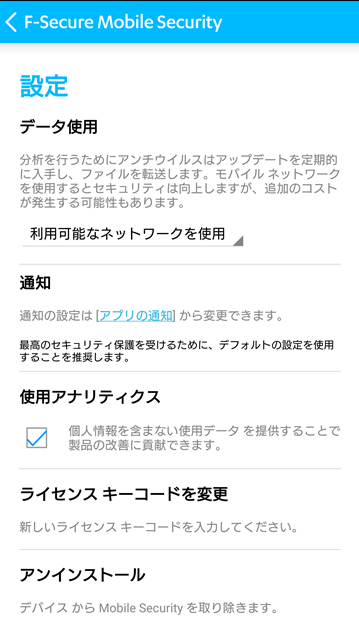 F-Secure Mobile Security
設定
データ使用
分析を行うためにアンチウイルスはアップデートを定期的
に入手し、ファイルを転送します。モバイル ネットワーク
を使用するとセキュリティは向上しますが、追加のコスト
が発生する可能性もあります。
利用可能なネットワークを使用
通知
通知の設定は [アプリの通知] から変更できます。
最高のセキュリティ保護を受けるために、デフォルトの設定を使用
することを推奨します。
使用アナリティクス
個人情報を含まない使用データ を提供することで
製品の改善に貢献できます。
ライセンス キーコードを変更
新しいライセンス キーコードを入力してください。
アンインストール
デバイス から Mobile Security を取り除きます。